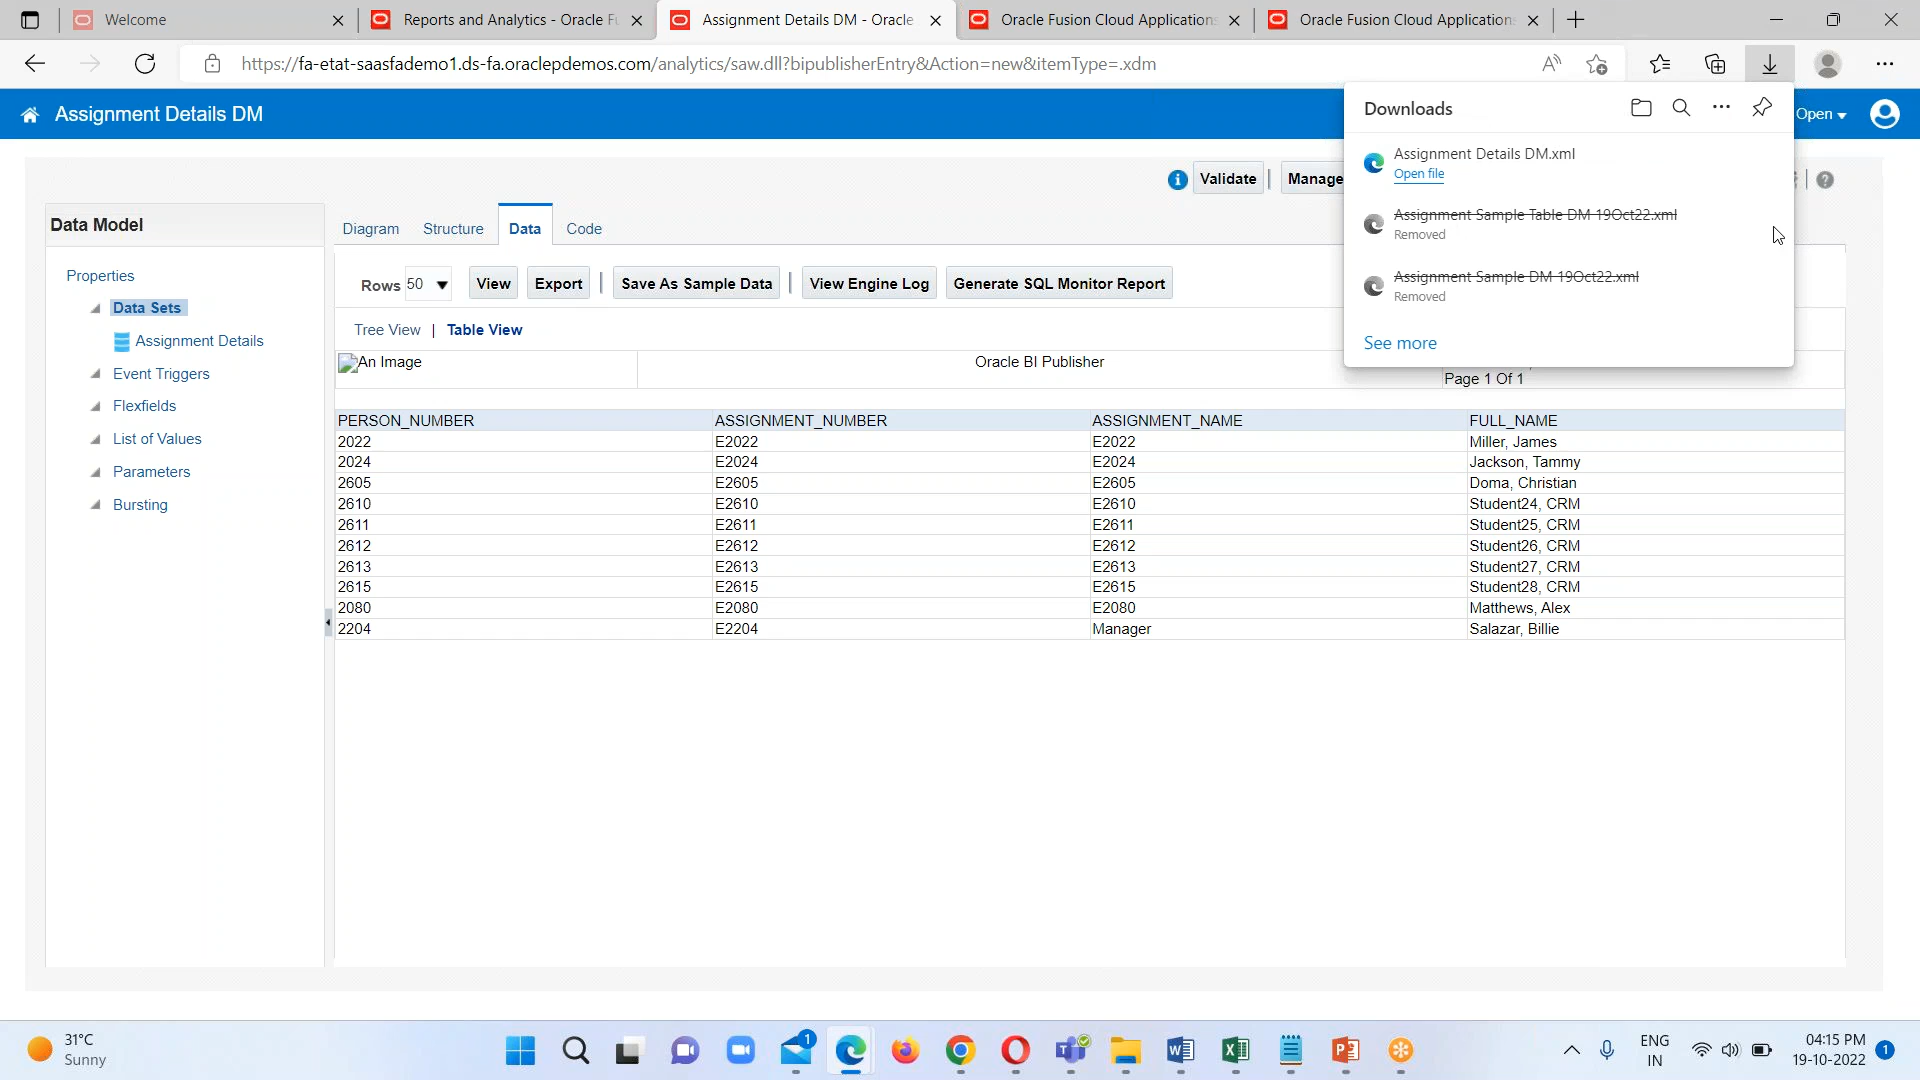 Welcome
Reports and Analytics - Oracle Fu
Assignment Details DM - Oracle
Oracle Fusion Cloud Applications
Oracle Fusion Cloud Applications
https://fa-etat-saasfademo1.ds-fa.oraclepdemos.com/analytics/saw.dll?bipublisherEntry&Action=new&itemType=.xdm
Assignment Details DM
Open
Downloads
Assignment Details DM.xml
Open file
Assignment Sample Table DM 19Oct22.xml
Removed
Assignment Sample DM 19Oct22.xml
Removed
See more
Validate
Manage
Data Model
Properties
Data Sets
Assignment Details
Event Triggers
Flexfields
List of Values
Parameters
Bursting
Diagram Structure Data Code
Rows 50 View Export | Save As Sample Data | View Engine Log Generate SQL Monitor Report
Tree View | Table View
An Image
Oracle BI Publisher
Page 1 Of 1
PERSON_NUMBER ASSIGNMENT_NUMBER ASSIGNMENT_NAME FULL_NAME
2022 E2022 E2022 Miller, James
2024 E2024 E2024 Jackson, Tammy
2605 E2605 E2605 Doma, Christian
2610 E2610 E2610 Student24, CRM
2611 E2611 E2611 Student25, CRM
2612 E2612 E2612 Student26, CRM
2613 E2613 E2613 Student27, CRM
2615 E2615 E2615 Student28, CRM
2080 E2080 E2080 Matthews, Alex
2204 E2204 Manager Salazar, Billie
31°C
Sunny
1
ENG
IN
04:15 PM
19-10-2022
1